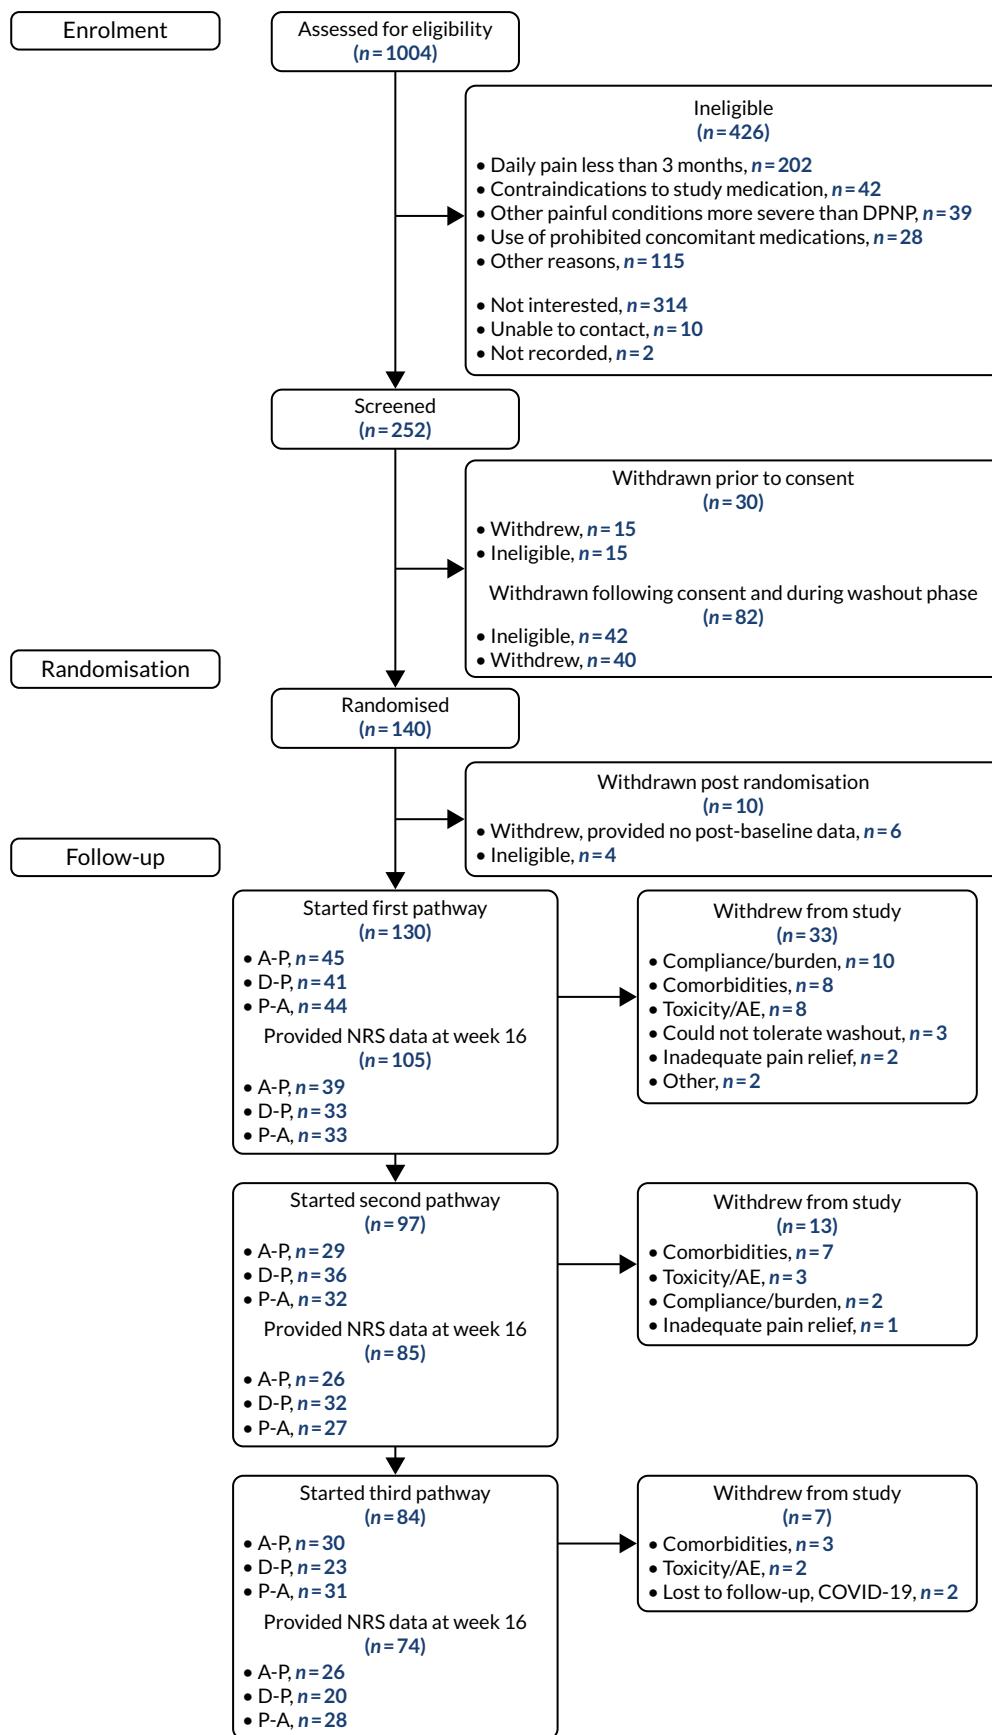 Enrolment
Assessed for eligibility
(n = 1004)
Ineligible
(n = 426)
• Daily pain less than 3 months, n = 202
• Contraindications to study medication, n = 42
• Other painful conditions more severe than DPNP, n = 39
• Use of prohibited concomitant medications, n = 28
• Other reasons, n = 115
• Not interested, n = 314
• Unable to contact, n = 10
• Not recorded, n = 2
Screened
(n = 252)
Withdrawn prior to consent
(n = 30)
• Withdrew, n = 15
• Ineligible, n = 15
Withdrawn following consent and during washout phase
(n = 82)
• Ineligible, n = 42
• Withdrew, n = 40
Randomisation
Randomised
(n = 140)
Withdrawn post randomisation
(n = 10)
• Withdrew, provided no post-baseline data, n = 6
• Ineligible, n = 4
Follow-up
Started first pathway
(n = 130)
• A-P, n = 45
• D-P, n = 41
• P-A, n = 44
Provided NRS data at week 16
(n = 105)
• A-P, n = 39
• D-P, n = 33
• P-A, n = 33
Withdrew from study
(n = 33)
• Compliance/burden, n = 10
• Comorbidities, n = 8
• Toxicity/AE, n = 8
• Could not tolerate washout, n = 3
• Inadequate pain relief, n = 2
• Other, n = 2
Started second pathway
(n = 97)
• A-P, n = 29
• D-P, n = 36
• P-A, n = 32
Provided NRS data at week 16
(n = 85)
• A-P, n = 26
• D-P, n = 32
• P-A, n = 27
Withdrew from study
(n = 13)
• Comorbidities, n = 7
• Toxicity/AE, n = 3
• Compliance/burden, n = 2
• Inadequate pain relief, n = 1
Started third pathway
(n = 84)
• A-P, n = 30
• D-P, n = 23
• P-A, n = 31
Provided NRS data at week 16
(n = 74)
• A-P, n = 26
• D-P, n = 20
• P-A, n = 28
Withdrew from study
(n = 7)
• Comorbidities, n = 3
• Toxicity/AE, n = 2
• Lost to follow-up, COVID-19, n = 2